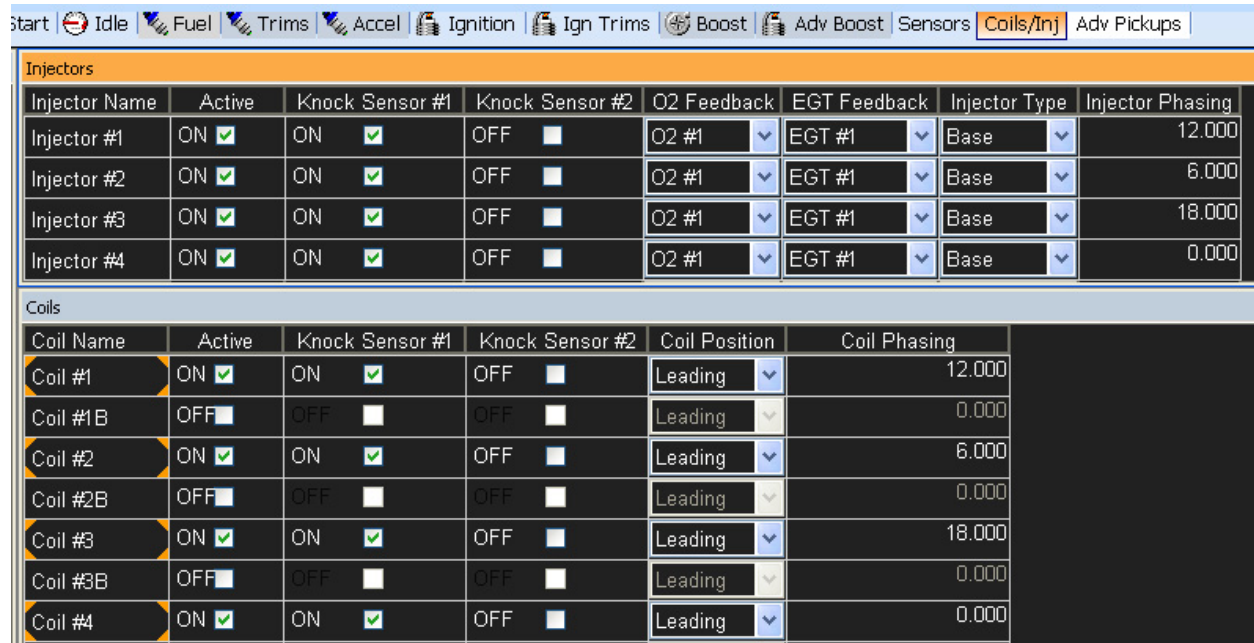 Start Idle Fuel Trims Accel Ignition Ign Trims Boost Adv Boost Sensors Coils/Inj Adv Pickups
Injectors
Injector Name Active Knock Sensor #1 Knock Sensor #2 O2 Feedback EGT Feedback Injector Type Injector Phasing
Injector #1 ON ON OFF O2 #1 EGT #1 Base 12.000
Injector #2 ON ON OFF O2 #1 EGT #1 Base 6.000
Injector #3 ON ON OFF O2 #1 EGT #1 Base 18.000
Injector #4 ON ON OFF O2 #1 EGT #1 Base 0.000
Coils
Coil Name Active Knock Sensor #1 Knock Sensor #2 Coil Position Coil Phasing
Coil #1 ON ON OFF Leading 12.000
Coil #1B OFF OFF OFF Leading 0.000
Coil #2 ON ON OFF Leading 6.000
Coil #2B OFF OFF OFF Leading 0.000
Coil #3 ON ON OFF Leading 18.000
Coil #3B OFF OFF OFF Leading 0.000
Coil #4 ON ON OFF Leading 0.000